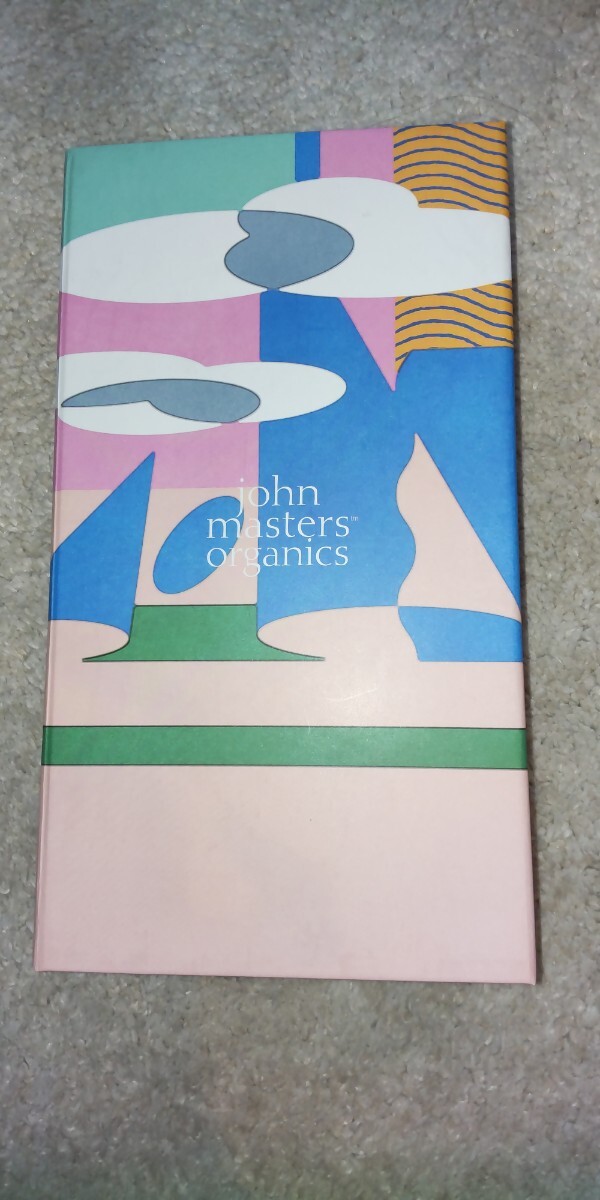 john
masters™
organics